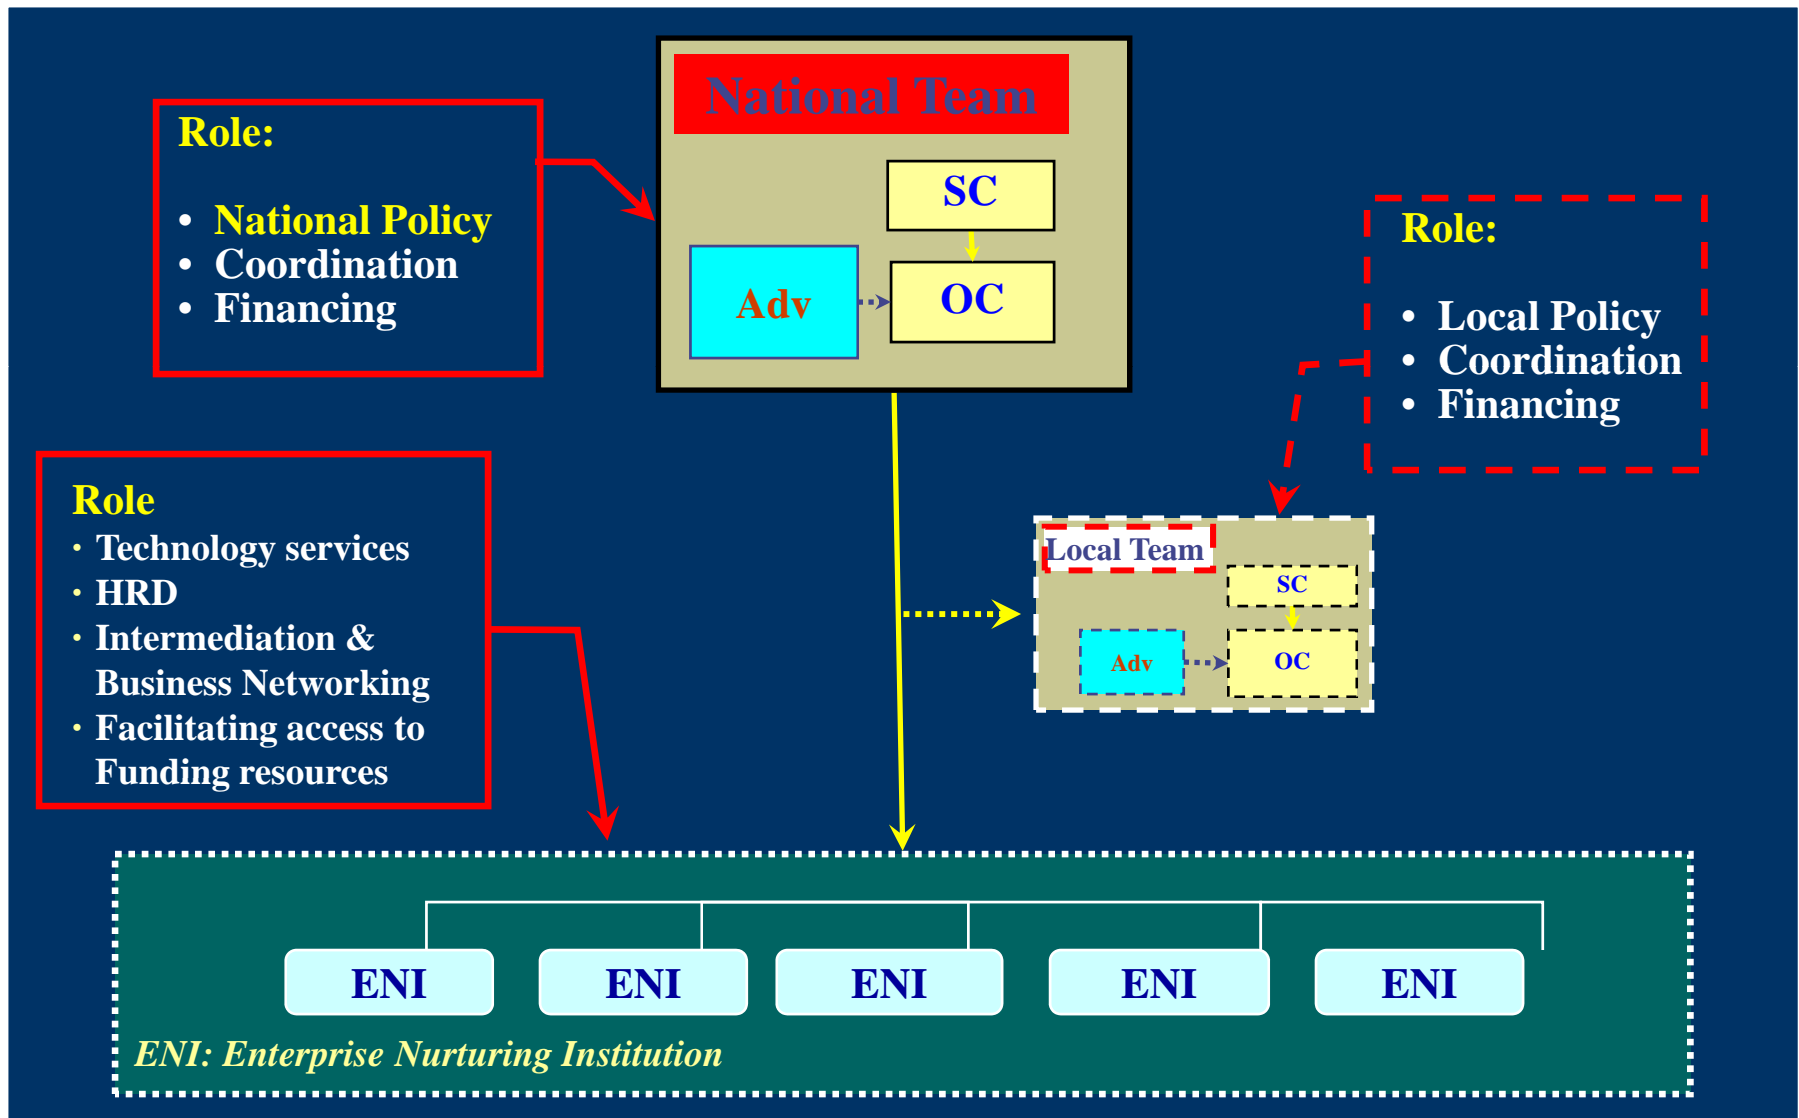 National Team
Role:
• National Policy
• Coordination
• Financing
SC
Adv
OC
Role:
• Local Policy
• Coordination
• Financing
Role
· Technology services
· HRD
· Intermediation &
Business Networking
· Facilitating access to
Funding resources
Local Team
SC
Adv
OC
ENI
ENI
ENI
ENI
ENI
ENI: Enterprise Nurturing Institution